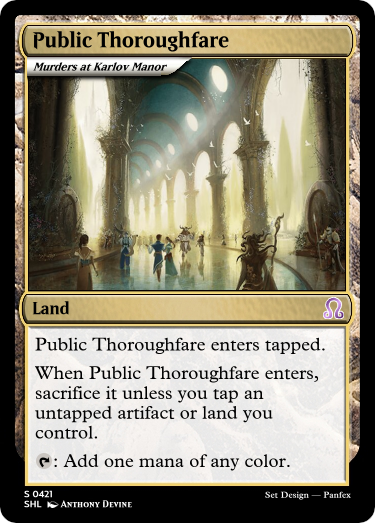 Public Thoroughfare
Murders at Karlov Manor
Land
Public Thoroughfare enters tapped.
When Public Thoroughfare enters,
sacrifice it unless you tap an
untapped artifact or land you
control.
: Add one mana of any color.
S 0421
Set Design — Panfex
SHL Anthony Devine